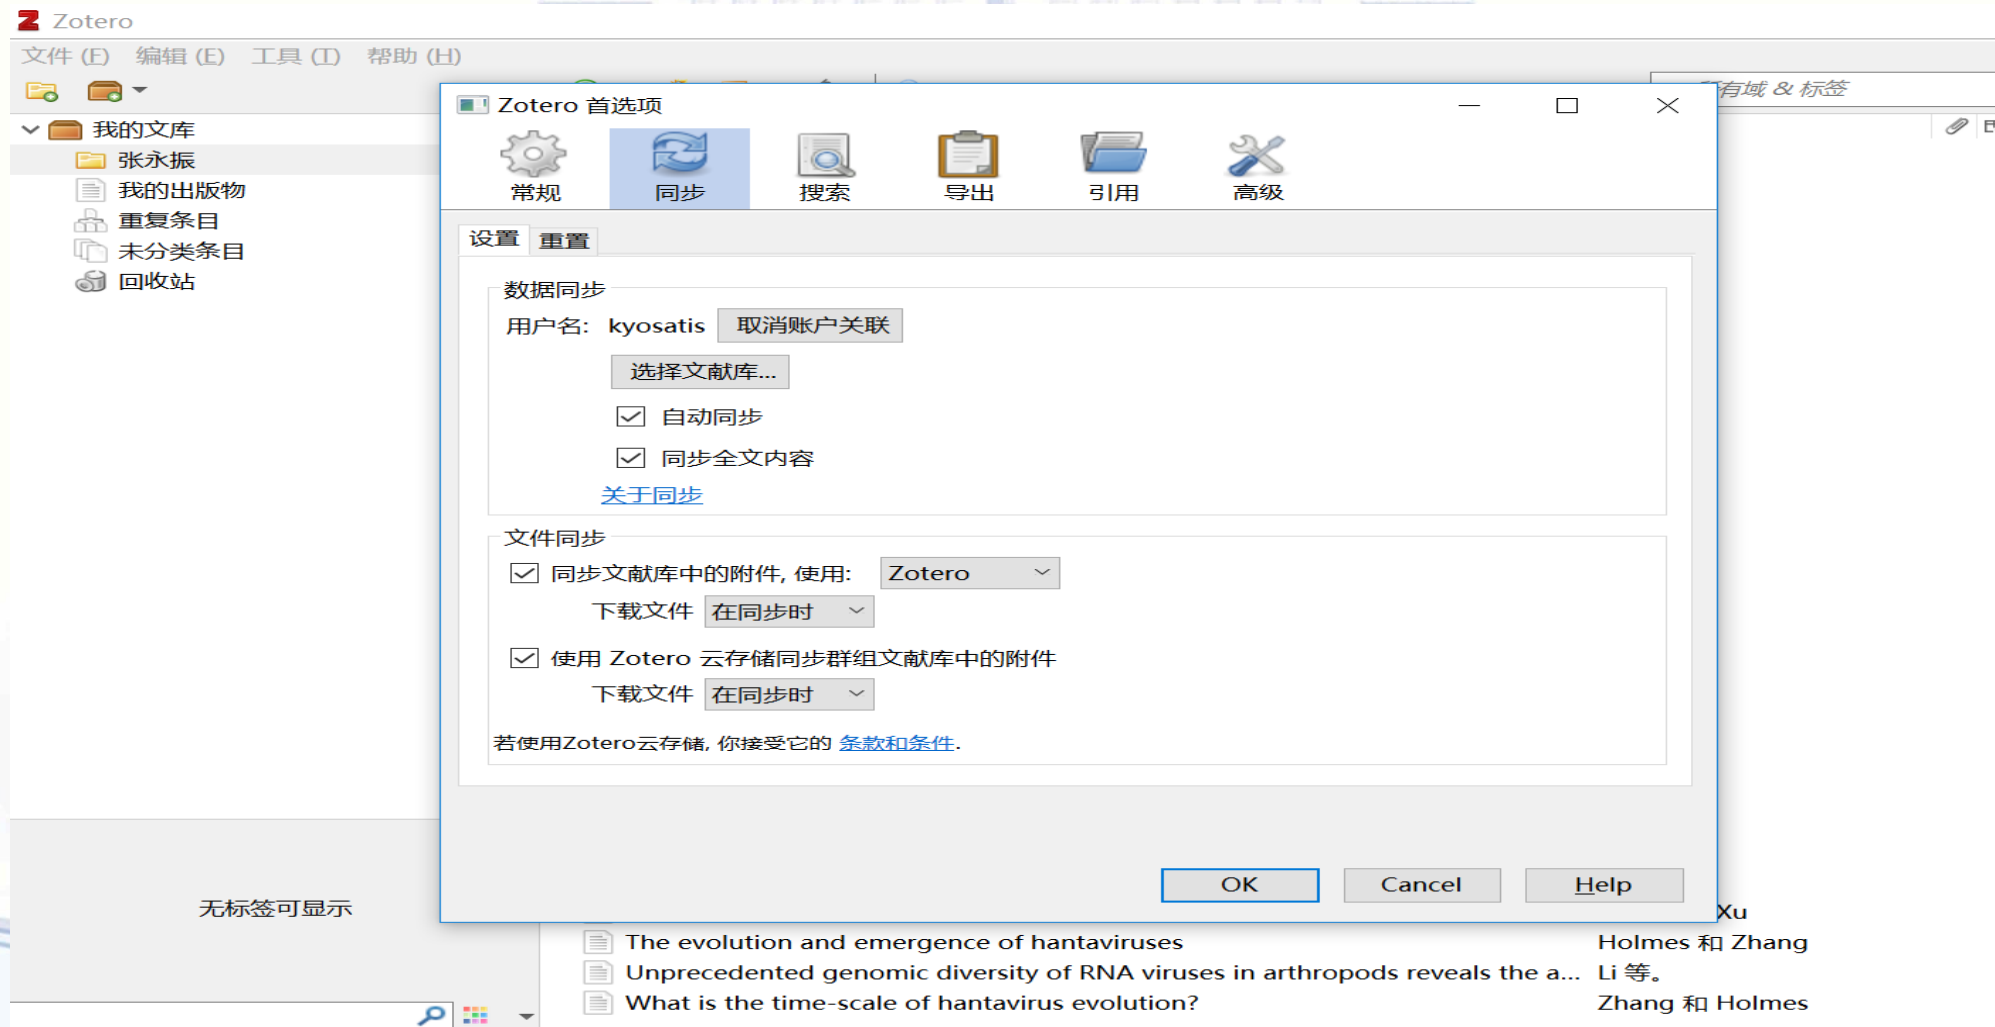 Zotero
文件 (F) 编辑 (E) 工具 (T) 帮助 (H)
有域 & 标签
我的文库
张永振
我的出版物
重复条目
未分类条目
回收站
无标签可显示
Zotero 首选项
常规 同步 搜索 导出 引用 高级
设置 重置
数据同步
用户名: kyosatis 取消账户关联
选择文献库...
自动同步
同步全文内容
关于同步
文件同步
同步文献库中的附件, 使用: Zotero
下载文件 在同步时
使用 Zotero 云存储同步群组文献库中的附件
下载文件 在同步时
若使用Zotero云存储, 你接受它的 条款和条件.
OK Cancel Help
Xu
The evolution and emergence of hantaviruses Holmes 和 Zhang
Unprecedented genomic diversity of RNA viruses in arthropods reveals the a... Li 等。
What is the time-scale of hantavirus evolution? Zhang 和 Holmes